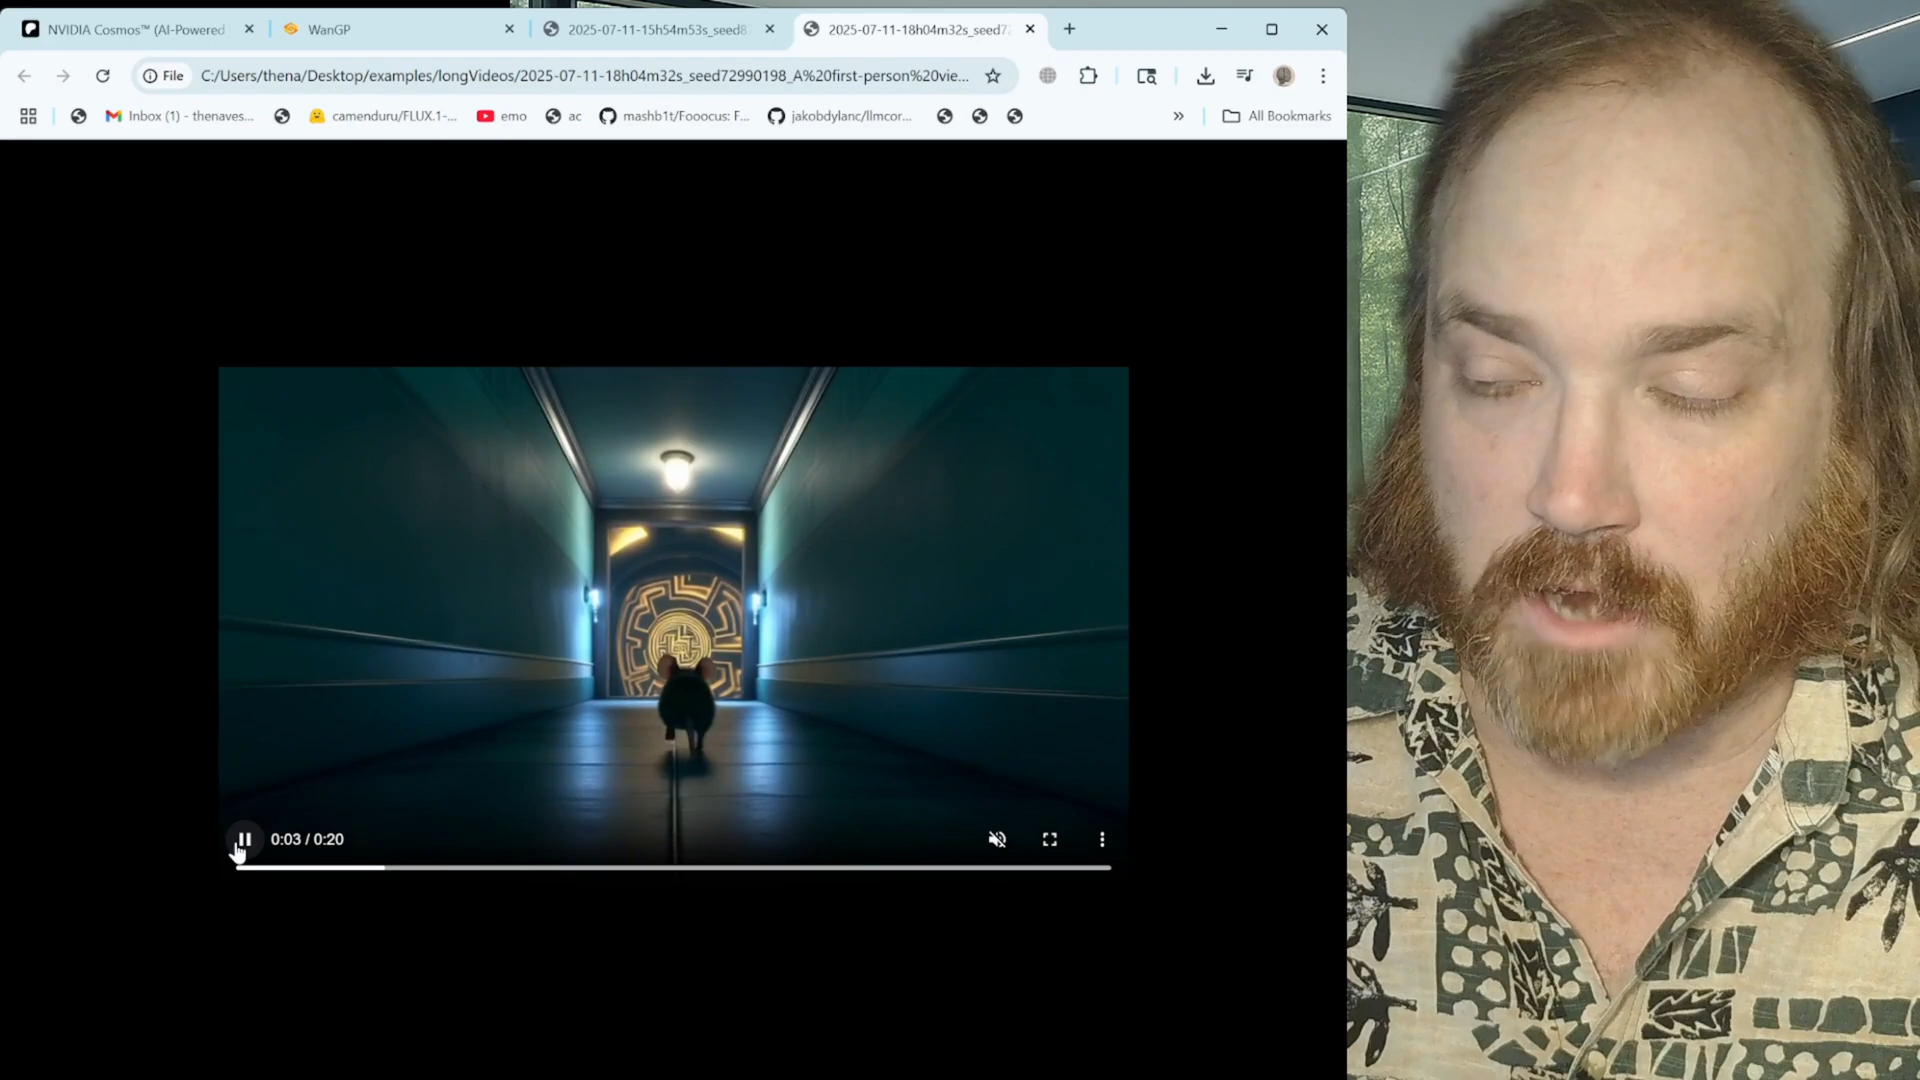 NVIDIA Cosmos™ (AI-Powered
WanGP
2025-07-11-15h54m53s_seed8
2025-07-11-18h04m32s_seed72
File
C:/Users/thena/Desktop/examples/longVideos/2025-07-11-18h04m32s_seed72990198_A%20first-person%20vie...
Inbox (1) - thenaves...
camenduru/FLUX.1-...
emo
ac
mashb1t/Fooocus: F...
jakobdylanc/llmcor...
»
All Bookmarks
0:03 / 0:20